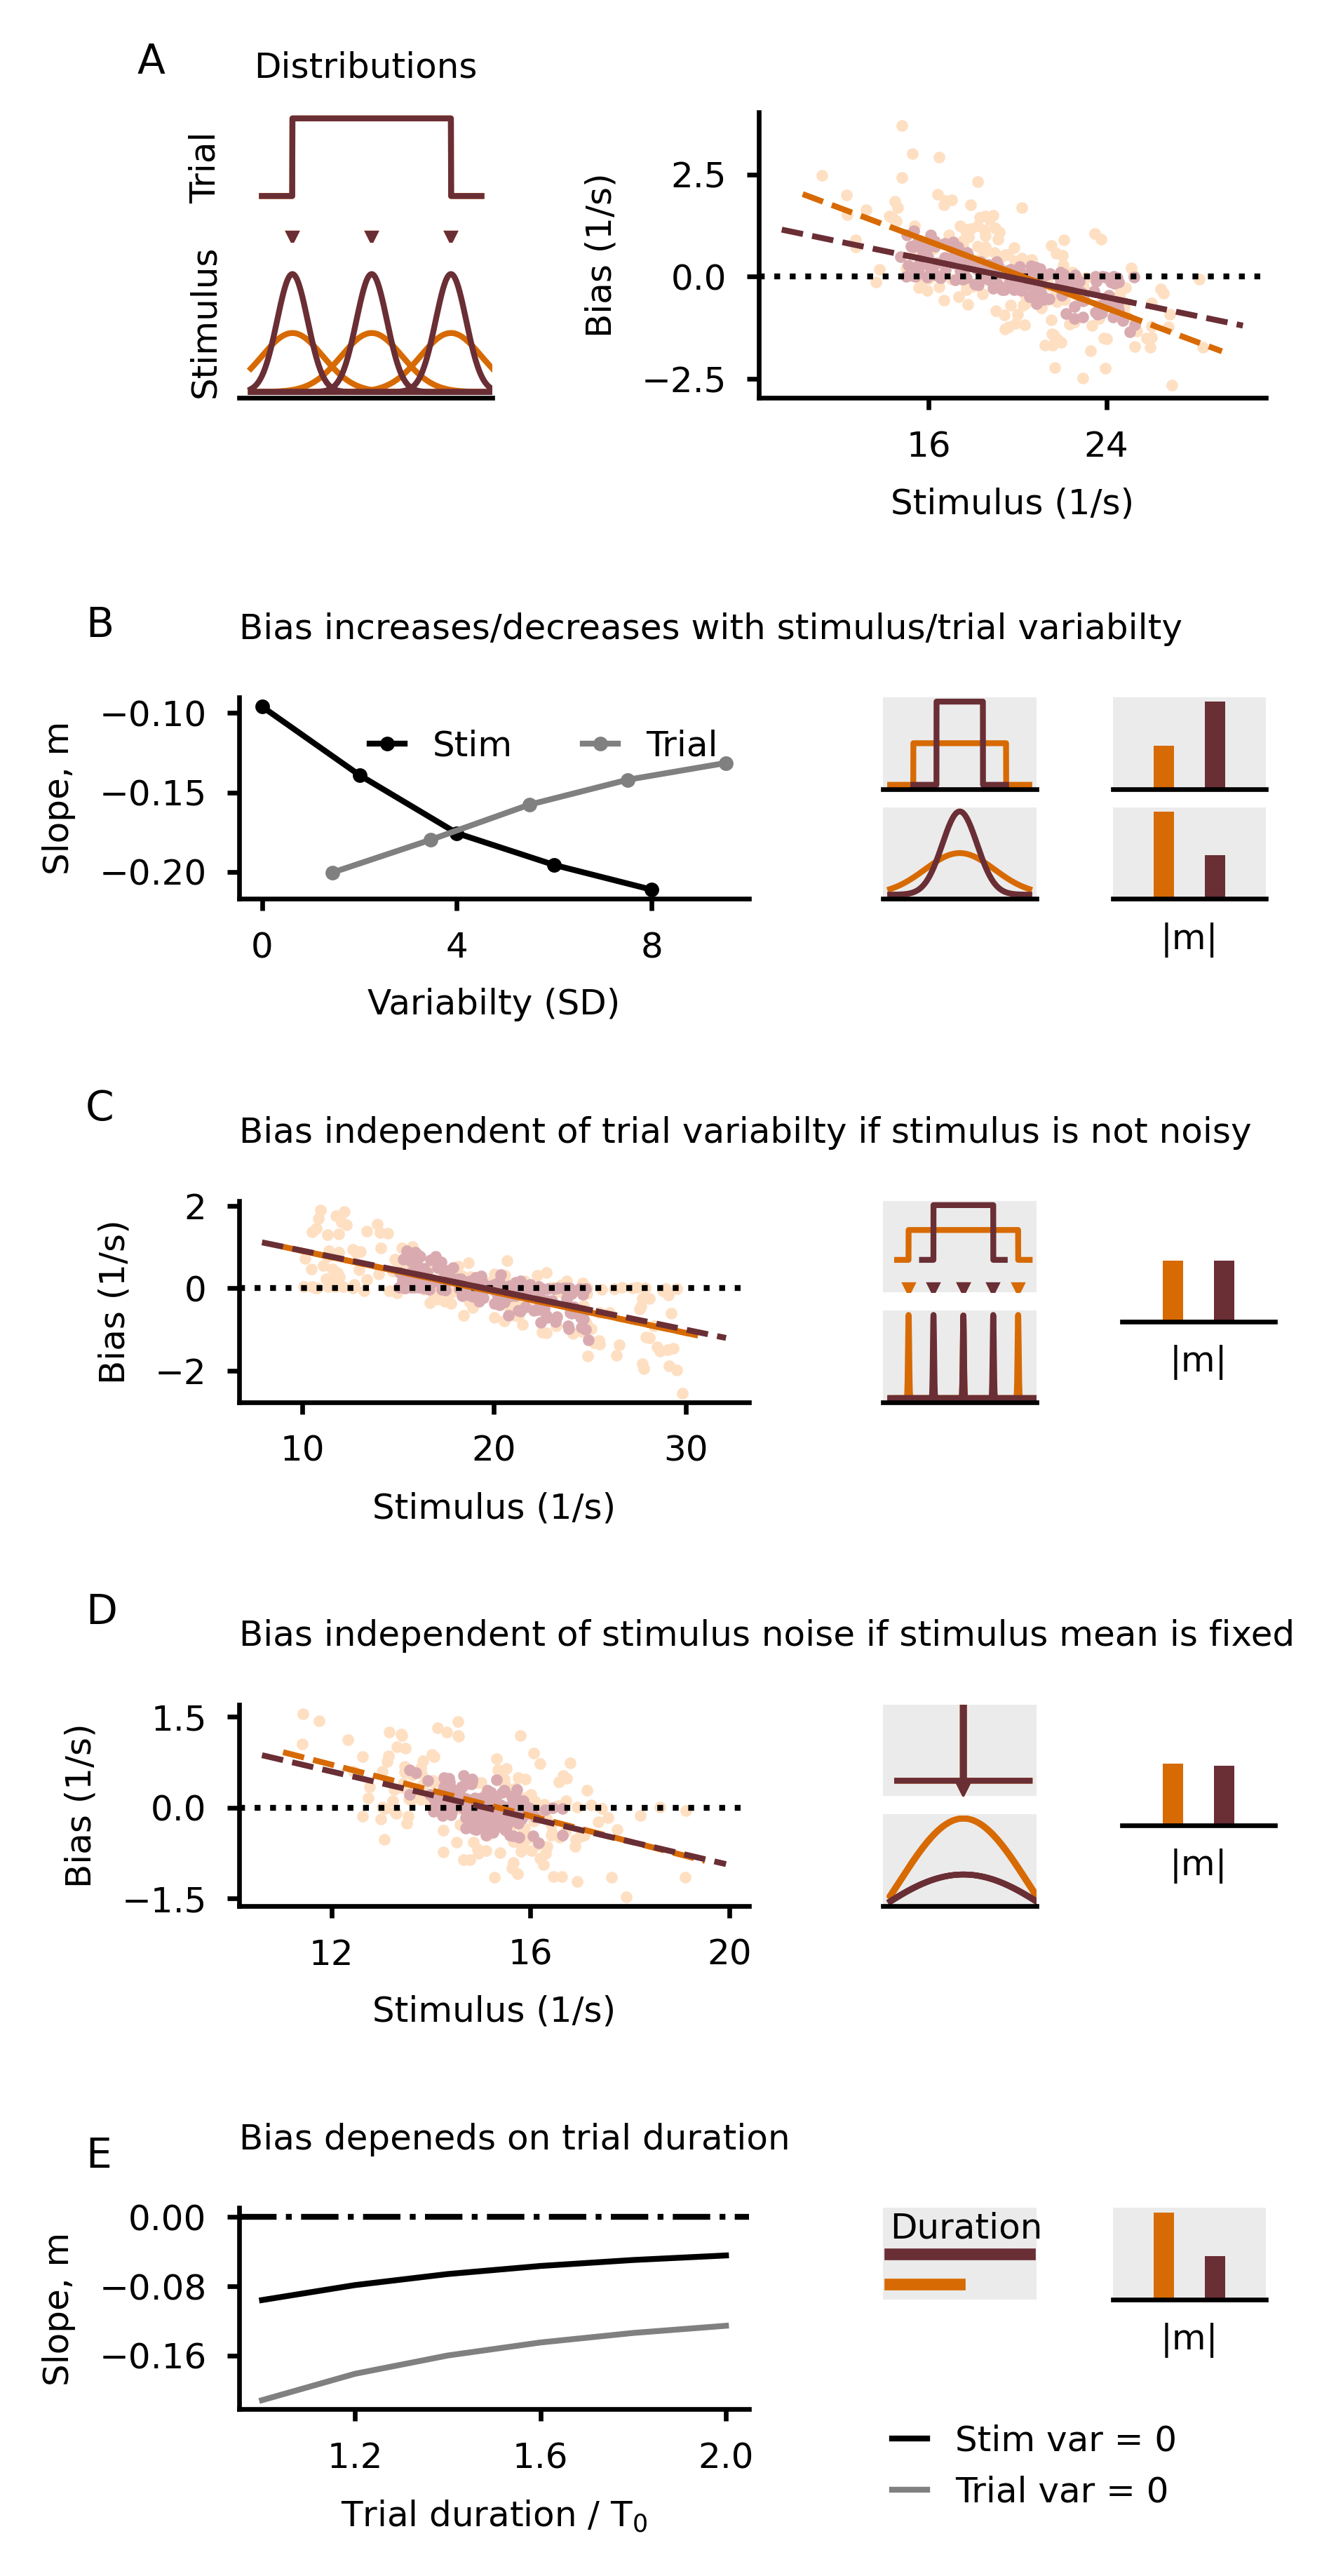 A
Distributions
Trial
Stimulus
Bias (1/s)
2.5
0.0
−2.5
16
24
Stimulus (1/s)
B
Bias increases/decreases with stimulus/trial variabilty
Slope, m
−0.10
−0.15
−0.20
Stim
Trial
0
4
8
Variabilty (SD)
|m|
C
Bias independent of trial variabilty if stimulus is not noisy
Bias (1/s)
2
0
−2
10
20
30
Stimulus (1/s)
|m|
D
Bias independent of stimulus noise if stimulus mean is fixed
Bias (1/s)
1.5
0.0
−1.5
12
16
20
Stimulus (1/s)
|m|
E
Bias depeneds on trial duration
Slope, m
0.00
−0.08
−0.16
1.2
1.6
2.0
Trial duration / T₀
Duration
|m|
Stim var = 0
Trial var = 0